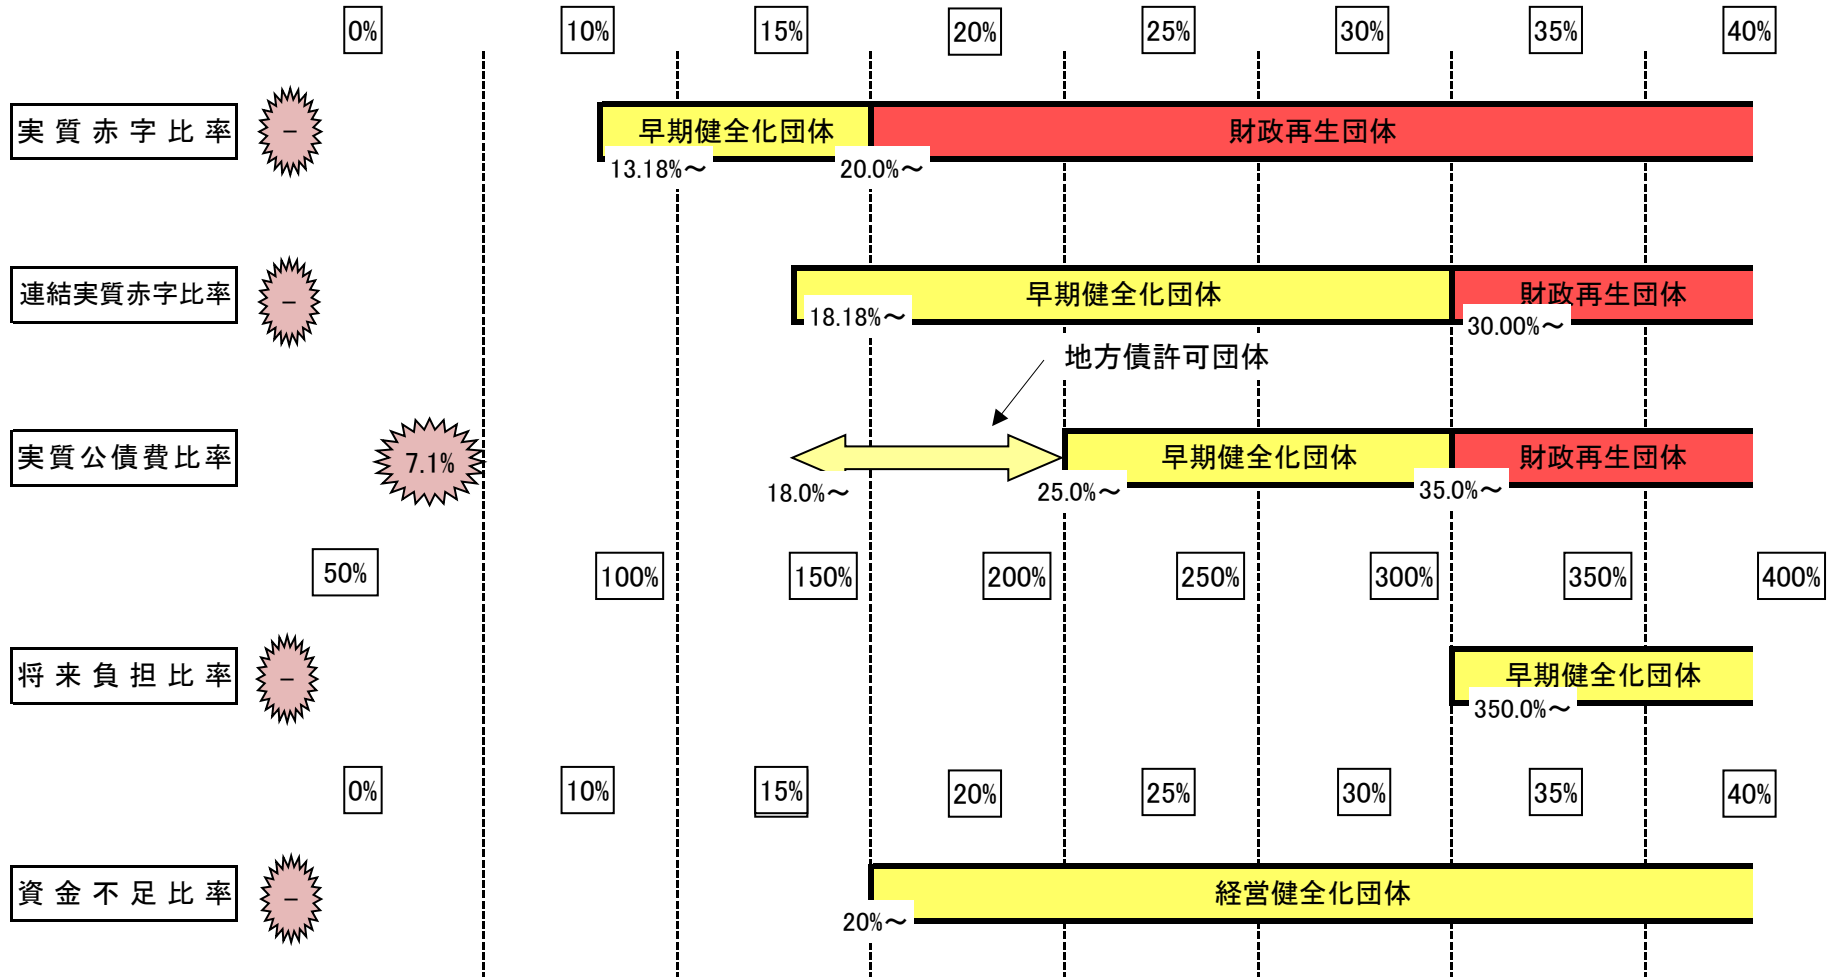 0% 10% 15% 20% 25% 30% 35% 40%
実質赤字比率 － 早期健全化団体 財政再生団体
13.18%～ 20.0%～
連結実質赤字比率 － 早期健全化団体 財政再生団体
18.18%～ 30.00%～
地方債許可団体
実質公債費比率 7.1% 早期健全化団体 財政再生団体
18.0%～ 25.0%～ 35.0%～
50% 100% 150% 200% 250% 300% 350% 400%
将来負担比率 － 早期健全化団体
350.0%～
0% 10% 15% 20% 25% 30% 35% 40%
資金不足比率 － 経営健全化団体
20%～